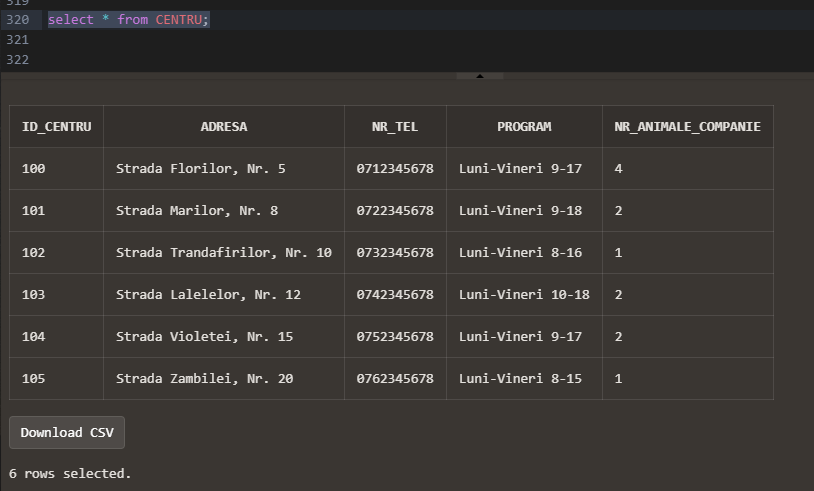 319
320 select * from CENTRU;
321
322
ID_CENTRU ADRESA NR_TEL PROGRAM NR_ANIMALE_COMPANIE
100 Strada Florilor, Nr. 5 0712345678 Luni-Vineri 9-17 4
101 Strada Marilor, Nr. 8 0722345678 Luni-Vineri 9-18 2
102 Strada Trandafirilor, Nr. 10 0732345678 Luni-Vineri 8-16 1
103 Strada Lalelelor, Nr. 12 0742345678 Luni-Vineri 10-18 2
104 Strada Violetei, Nr. 15 0752345678 Luni-Vineri 9-17 2
105 Strada Zambilei, Nr. 20 0762345678 Luni-Vineri 8-15 1
Download CSV
6 rows selected.